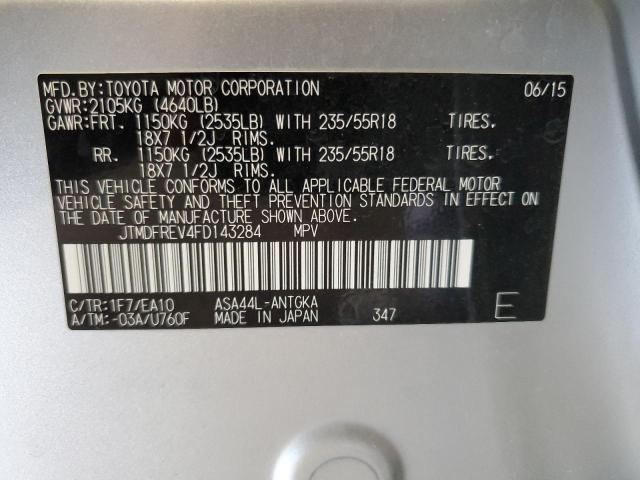 MFD.BY:TOYOTA MOTOR CORPORATION 06/15
GVWR:2105KG (4640LB)
GAWR:FRT. 1150KG (2535LB) WITH 235/55R18 TIRES.
18X7 1/2J RIMS.
RR. 1150KG (2535LB) WITH 235/55R18 TIRES.
18X7 1/2J RIMS.
THIS VEHICLE CONFORMS TO ALL APPLICABLE FEDERAL MOTOR
VEHICLE SAFETY AND THEFT PREVENTION STANDARDS IN EFFECT ON
THE DATE OF MANUFACTURE SHOWN ABOVE.
JTMDFREV4FD143284 MPV
C/TR:1F7/EA10 ASA44L-ANTGKA
A/TM:-03A/U760F MADE IN JAPAN 347 E